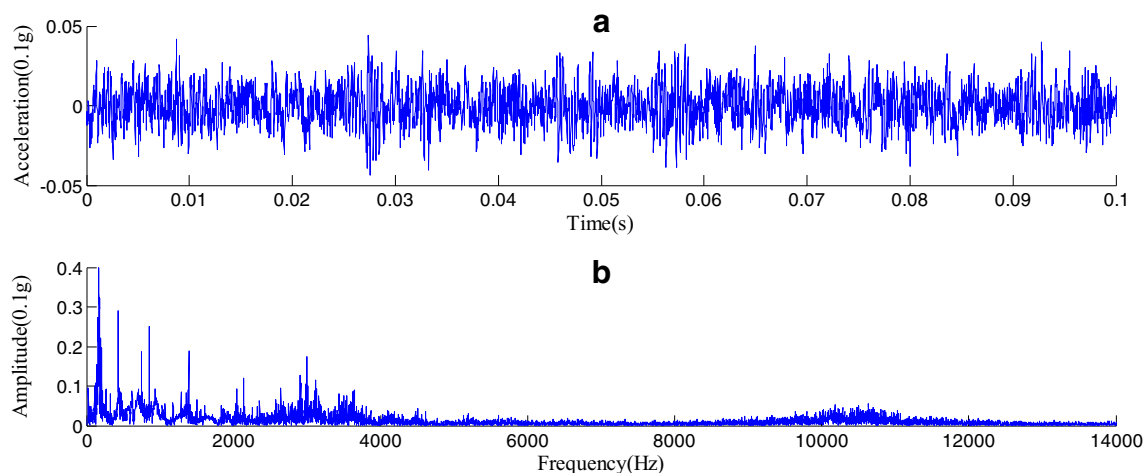 a
0.05
0
-0.05
Acceleration(0.1g)
0 0.01 0.02 0.03 0.04 0.05 0.06 0.07 0.08 0.09 0.1
Time(s)
b
0.4
0.3
0.2
0.1
0
Amplitude(0.1g)
0 2000 4000 6000 8000 10000 12000 14000
Frequency(Hz)